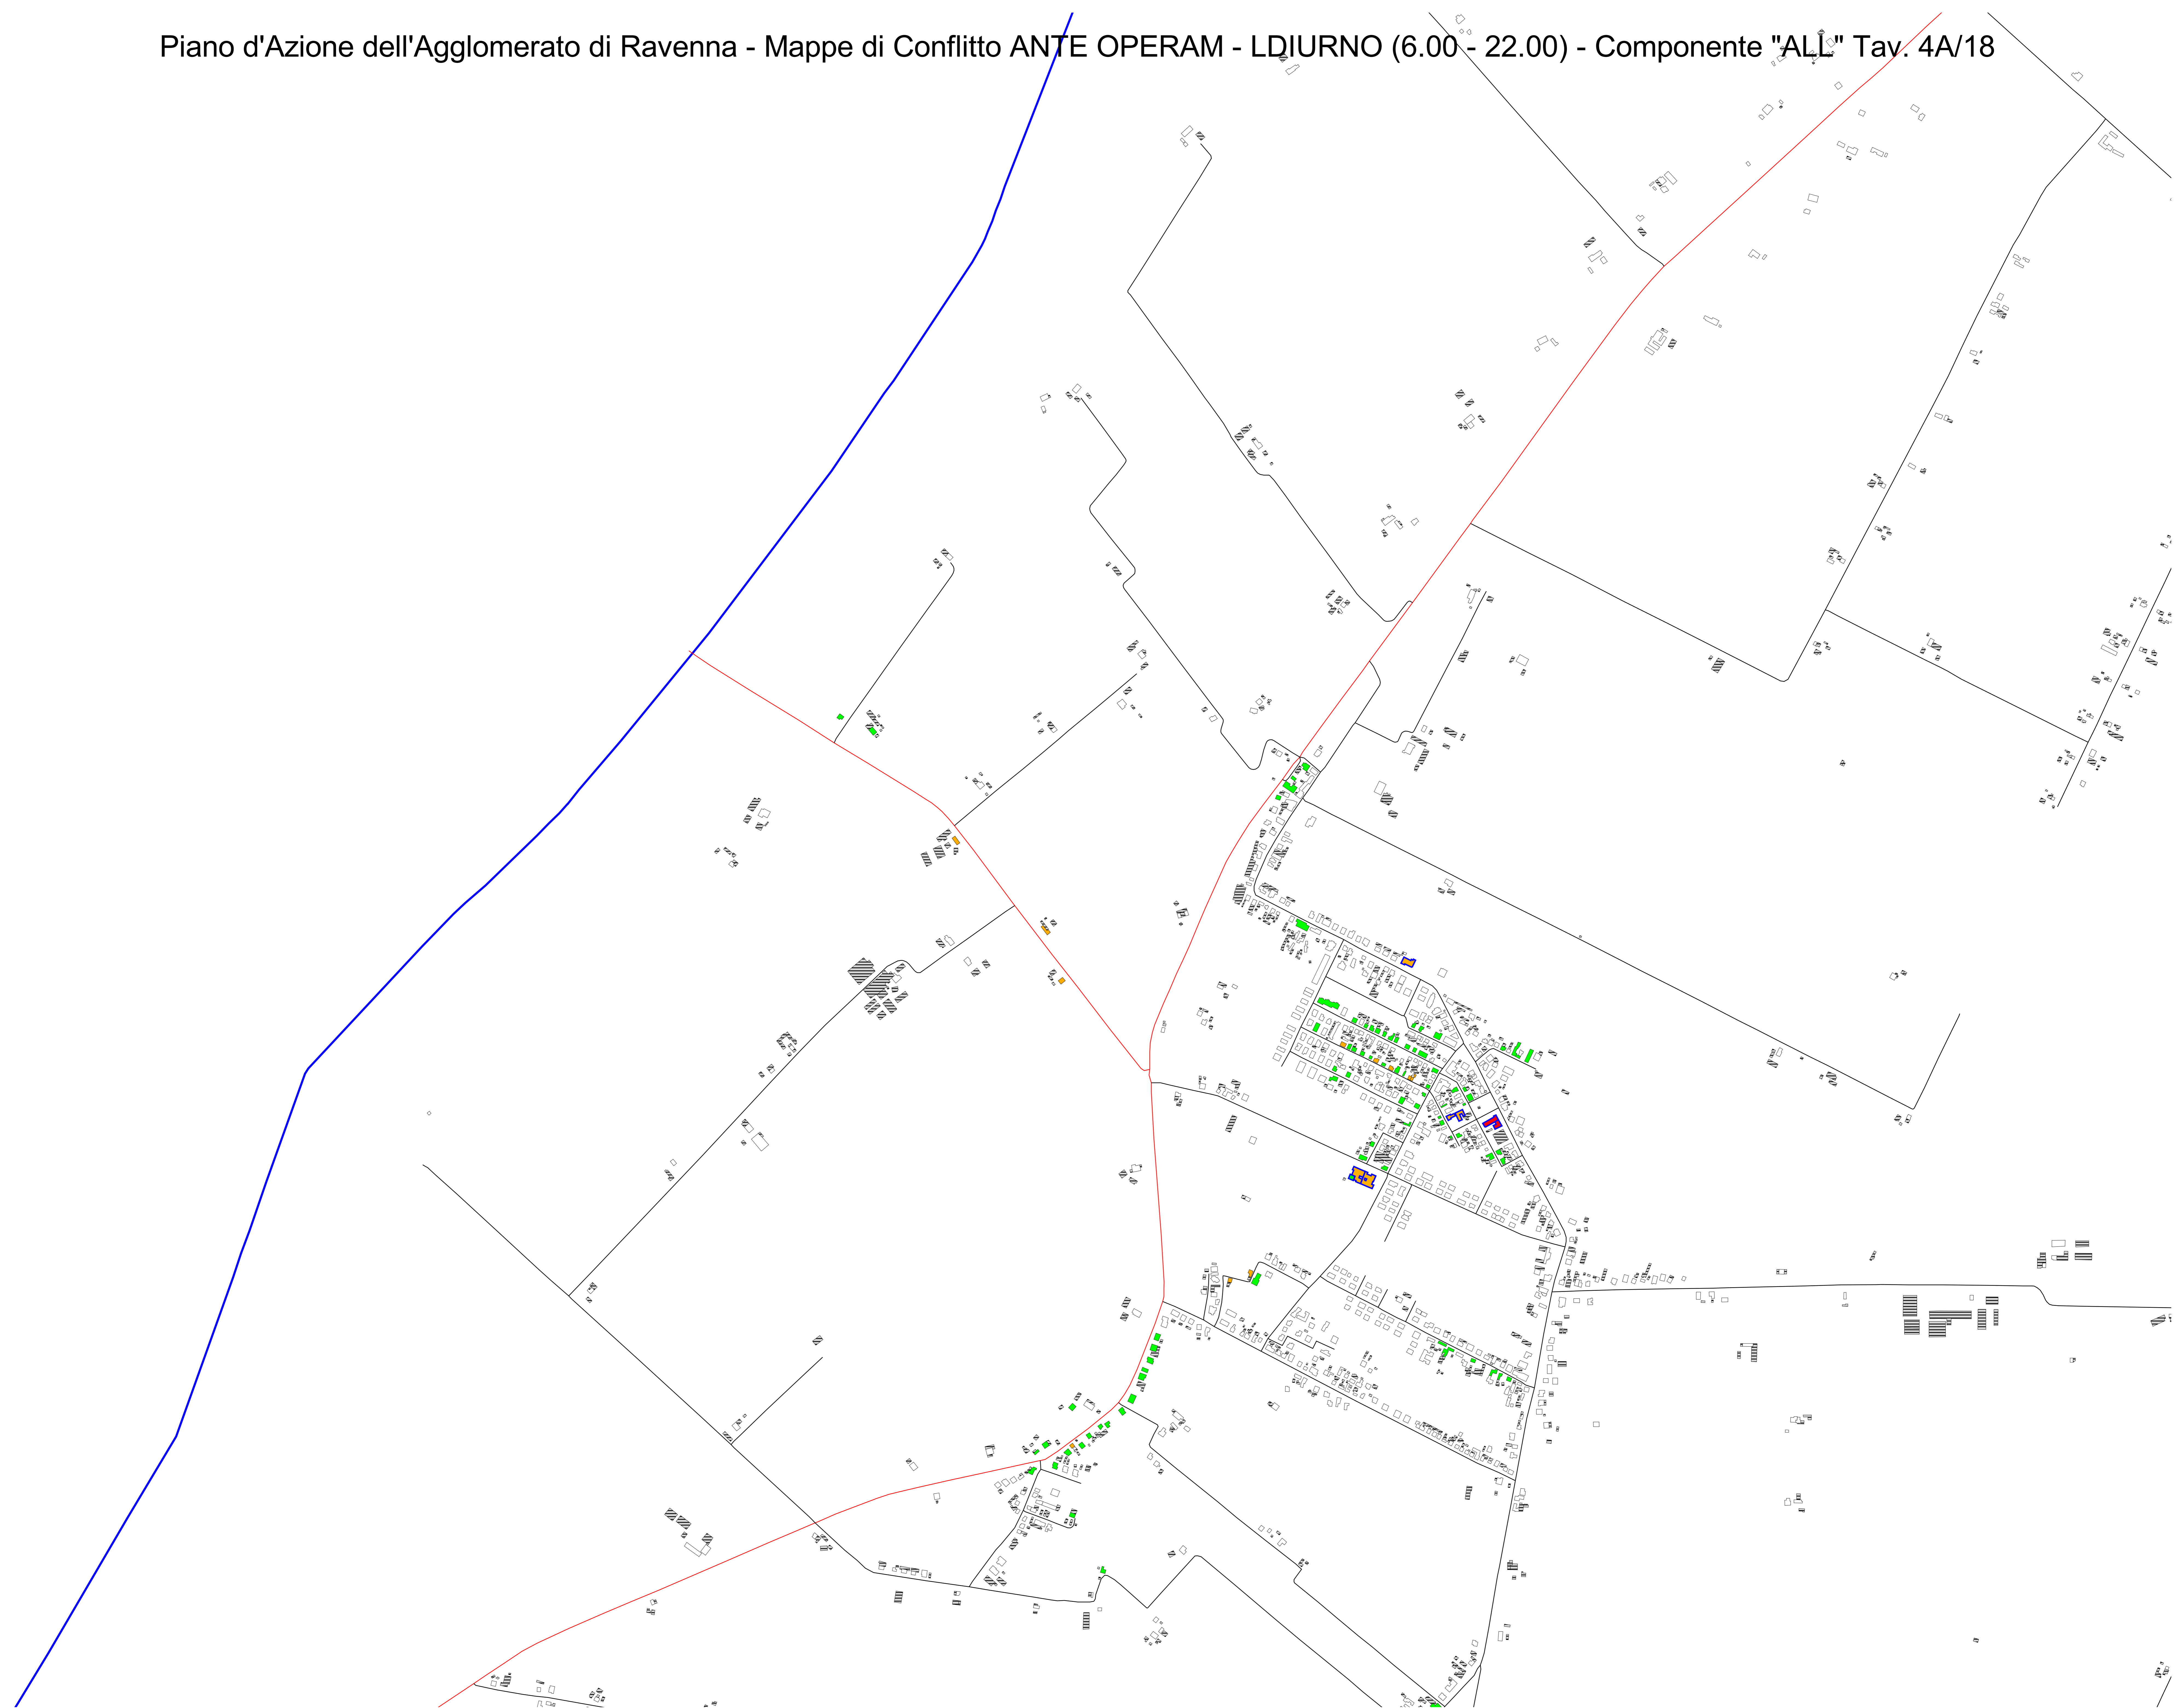 Piano d'Azione dell'Agglomerato di Ravenna - Mappe di Conflitto ANTE OPERAM - LDIURNO (6.00 - 22.00) - Componente "ALL" Tav. 4A/18